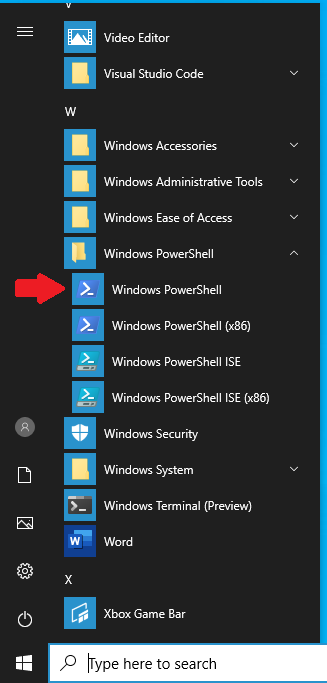 V
Video Editor
Visual Studio Code
W
Windows Accessories
Windows Administrative Tools
Windows Ease of Access
Windows PowerShell
Windows PowerShell
Windows PowerShell (x86)
Windows PowerShell ISE
Windows PowerShell ISE (x86)
Windows Security
Windows System
Windows Terminal (Preview)
Word
X
Xbox Game Bar
Type here to search